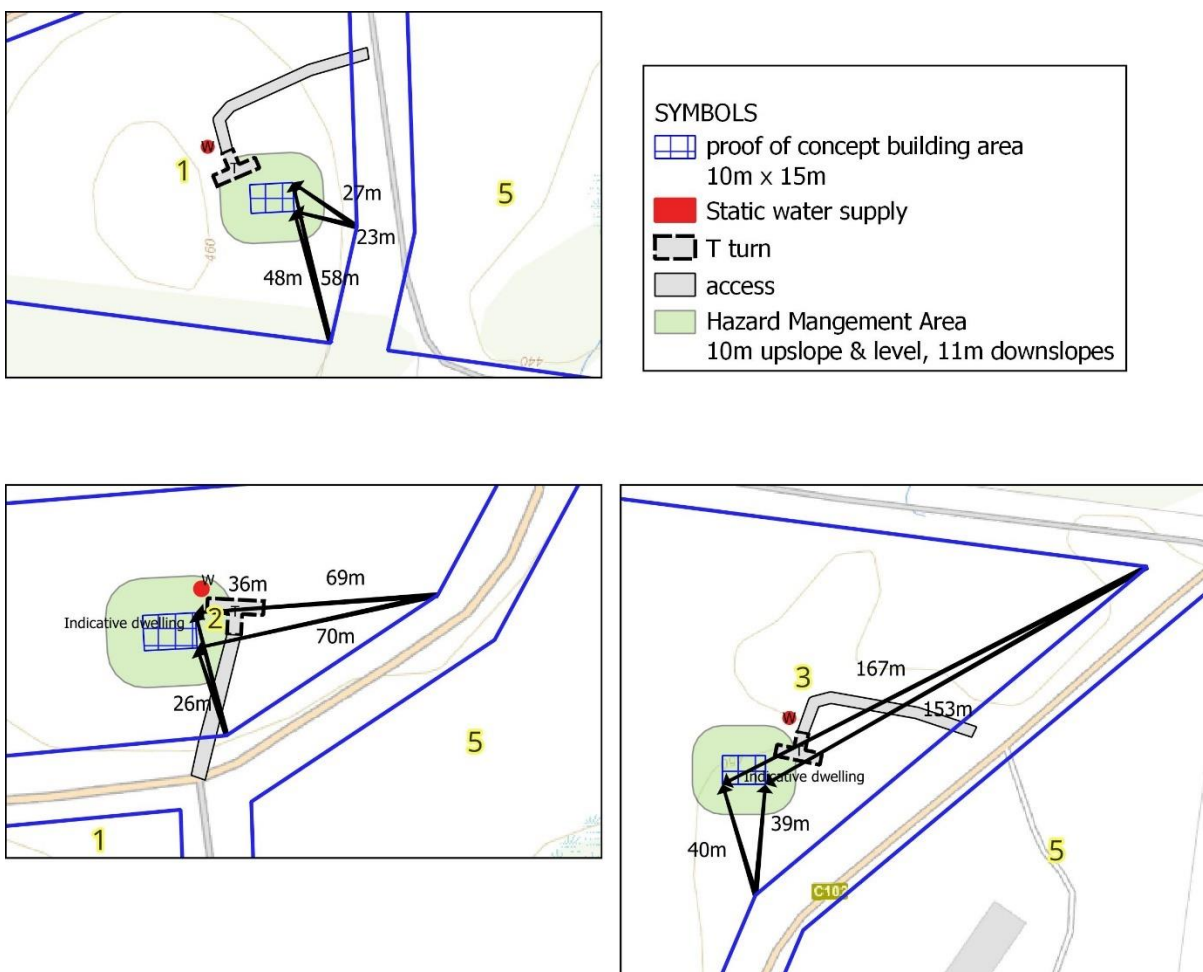 1
W
T
460
27m
23m
48m
58m
5
440
SYMBOLS
proof of concept building area
10m x 15m
Static water supply
T turn
access
Hazard Mangement Area
10m upslope & level, 11m downslopes
W
36m
69m
Indicative dwelling
2
T
70m
26m
5
1
3
167m
W
153m
T
Indicative dwelling
39m
40m
5